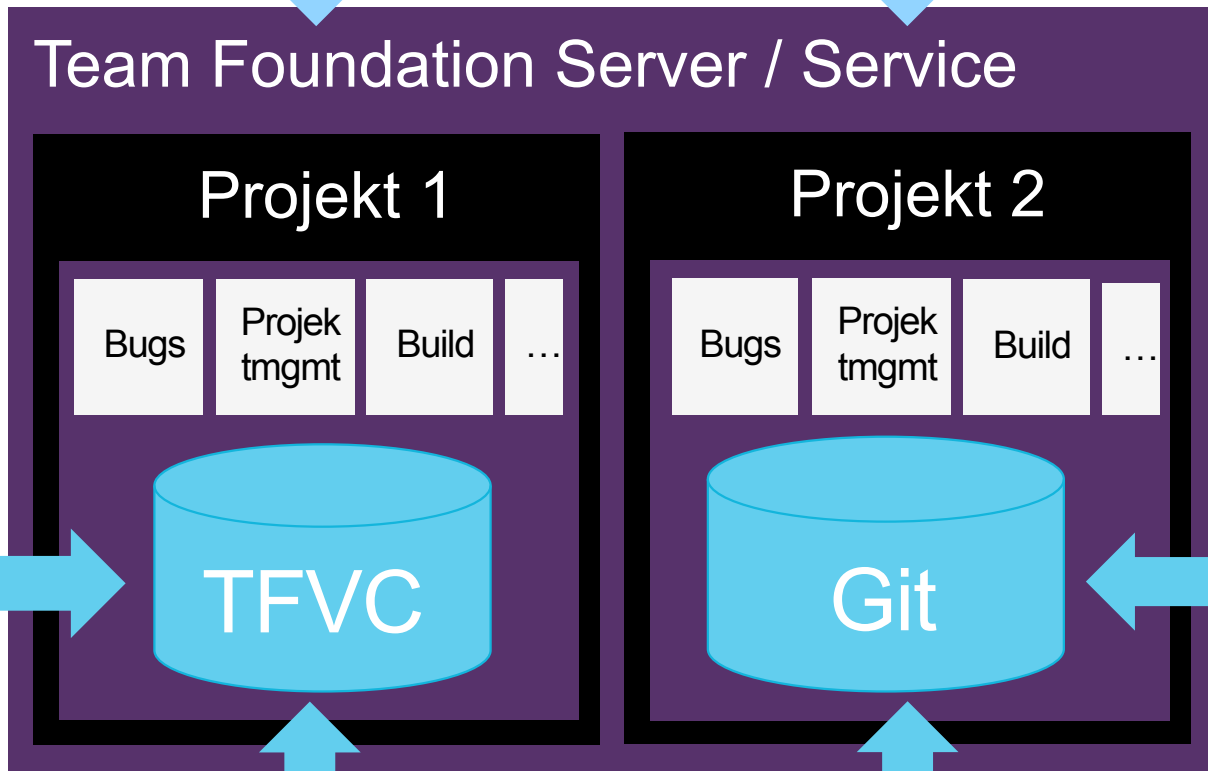 Team Foundation Server / Service
Projekt 1
Projekt 2
Bugs
Projek
tmgmt
Build
…
Bugs
Projek
tmgmt
Build
…
TFVC
Git